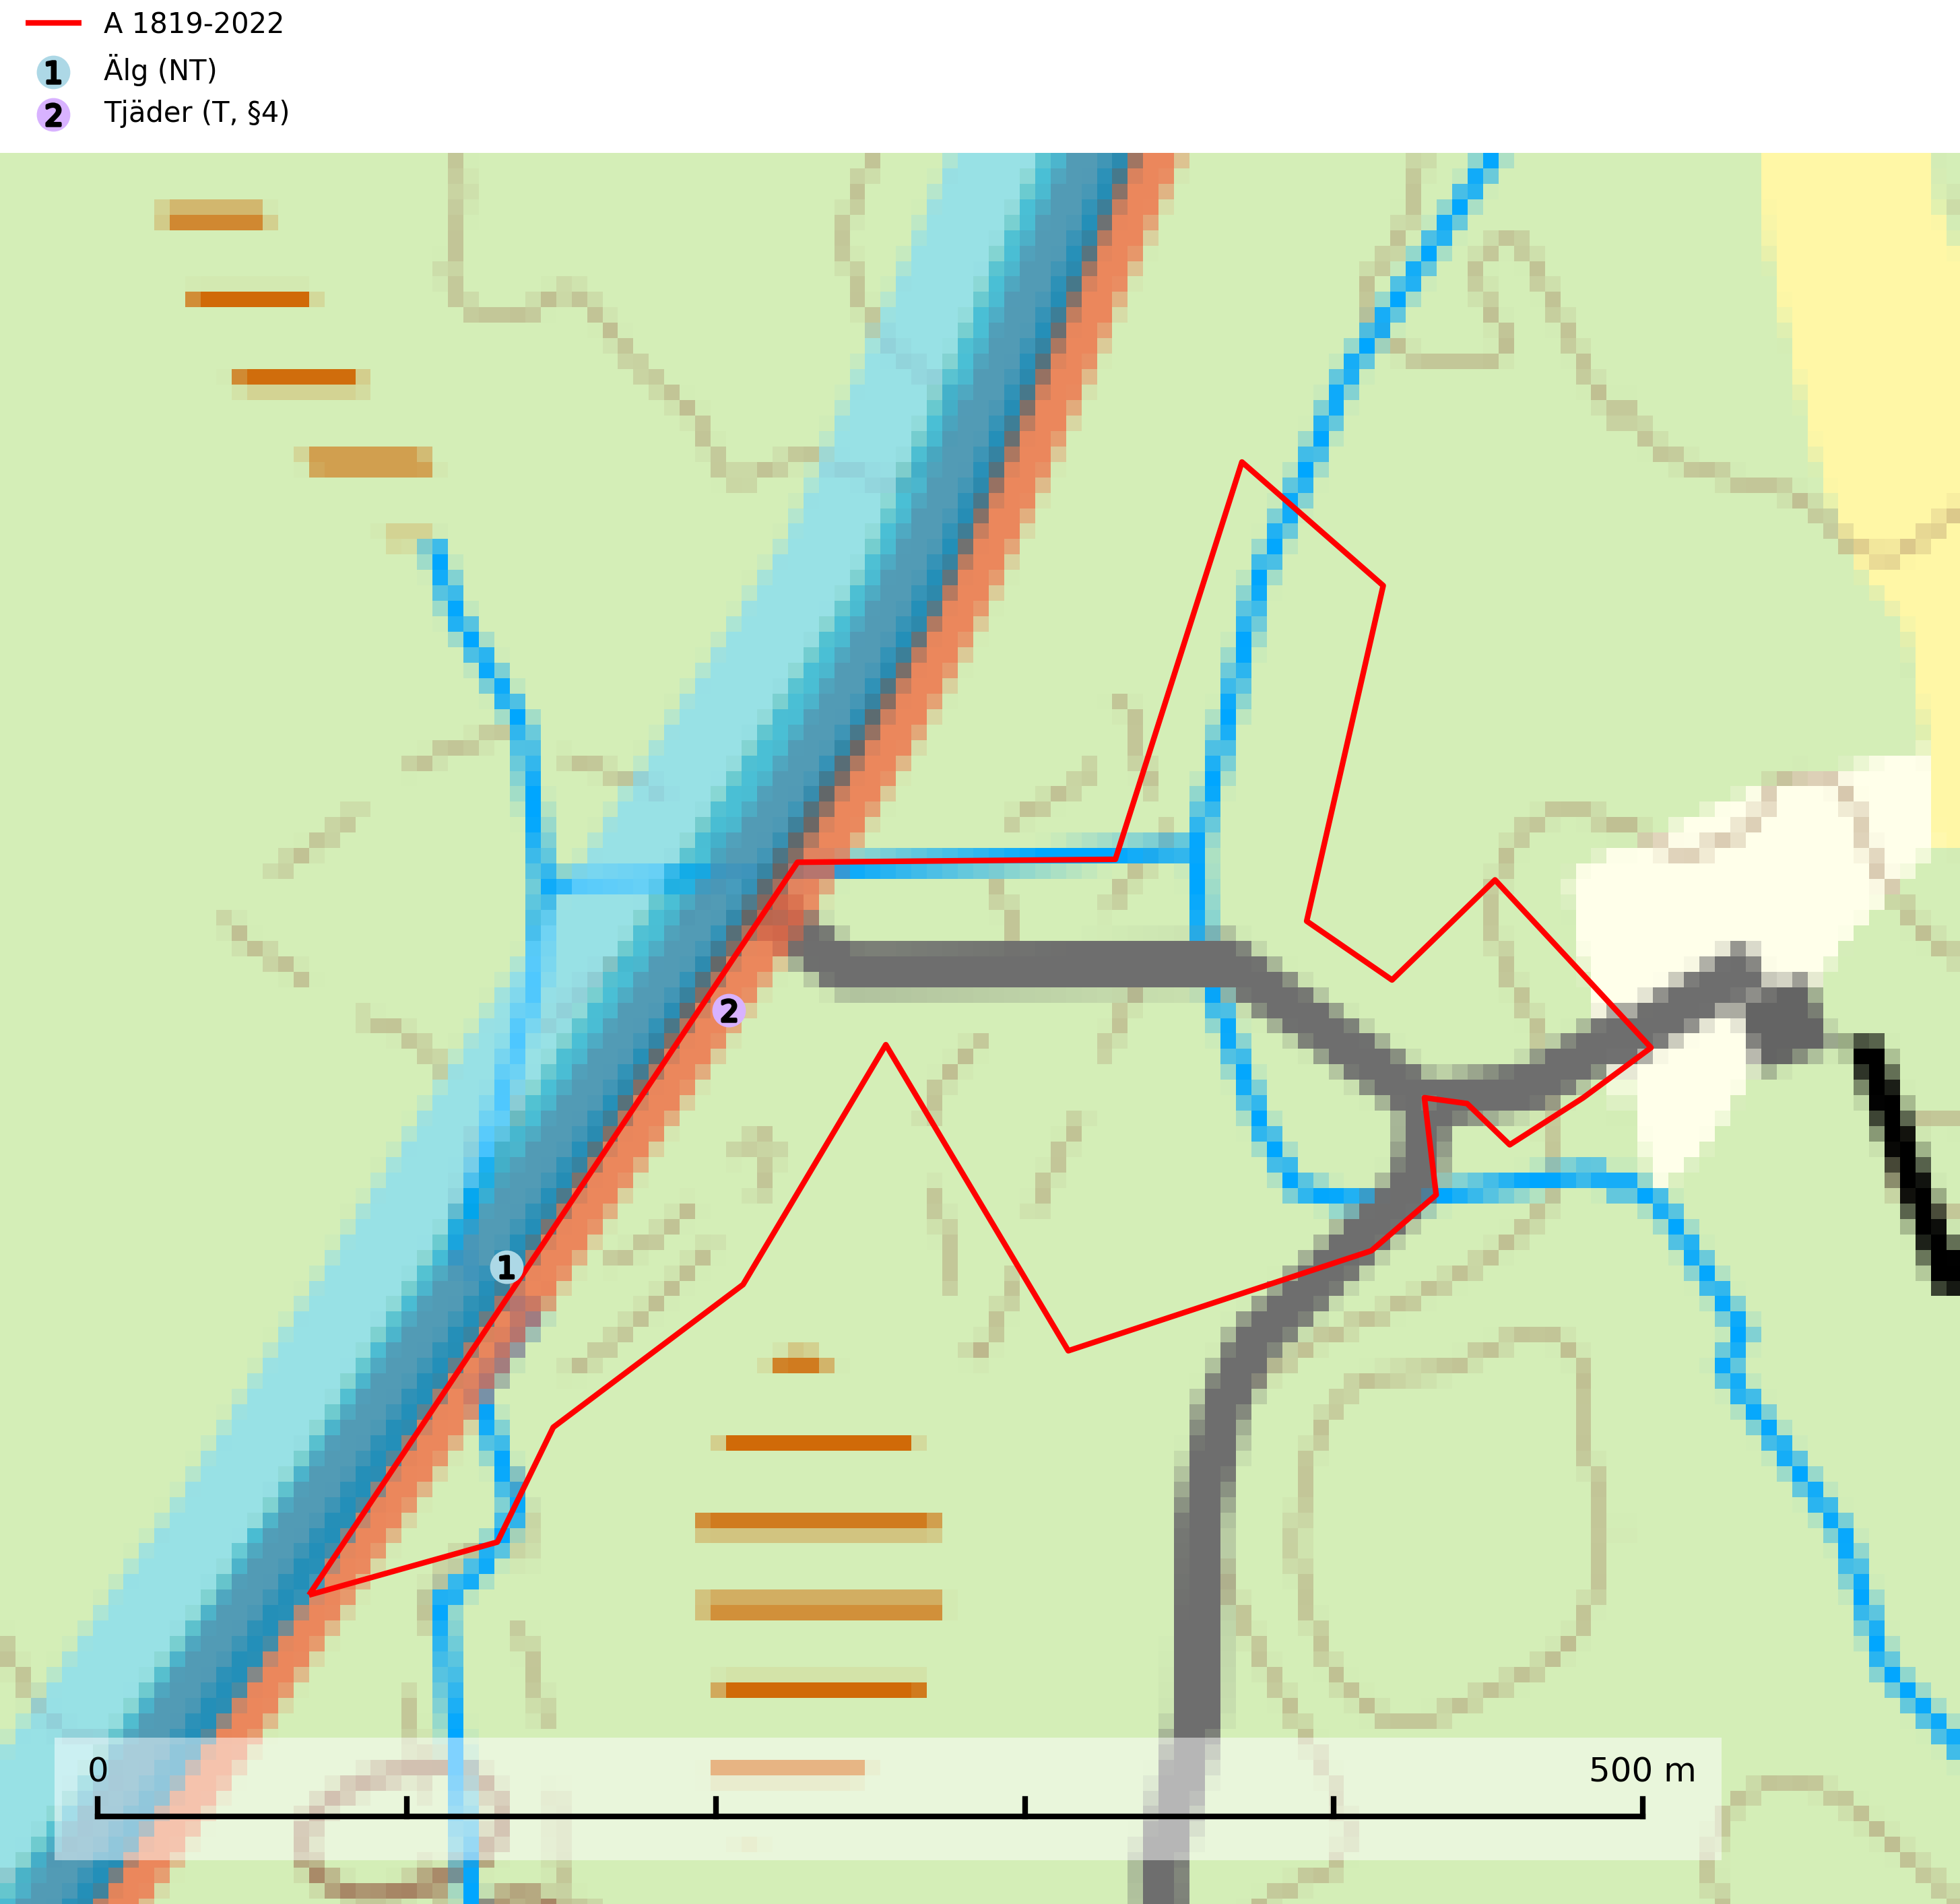 A 1819-2022
1 Älg (NT)
2 Tjäder (T, §4)
2
1
0 500 m